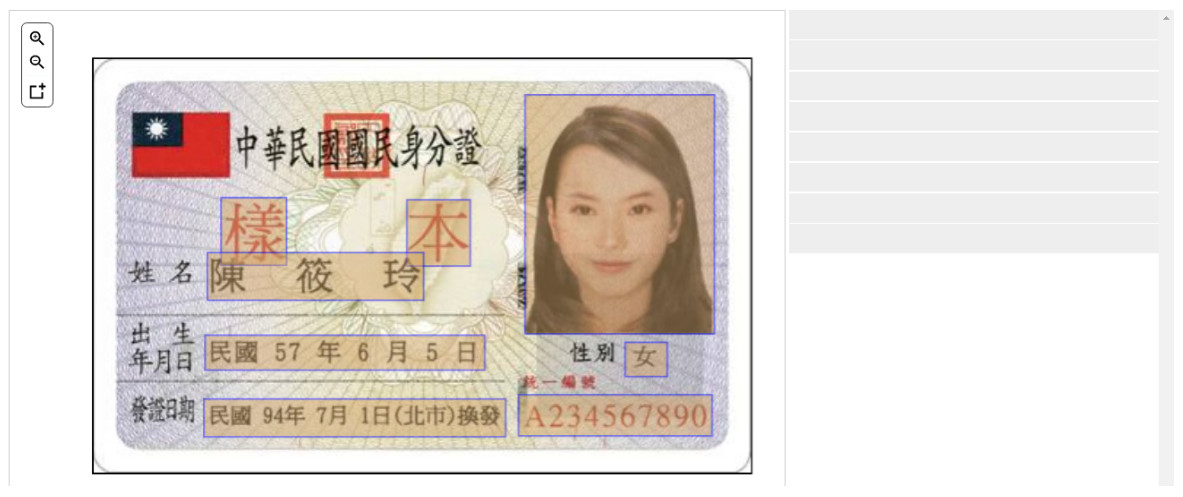 中華民國國民身分證
樣 本
姓名 陳 筱 玲
出生年月日 民國 57 年 6 月 5 日
性別 女
統一編號
發證日期 民國 94年 7月 1日(北市)換發
A234567890